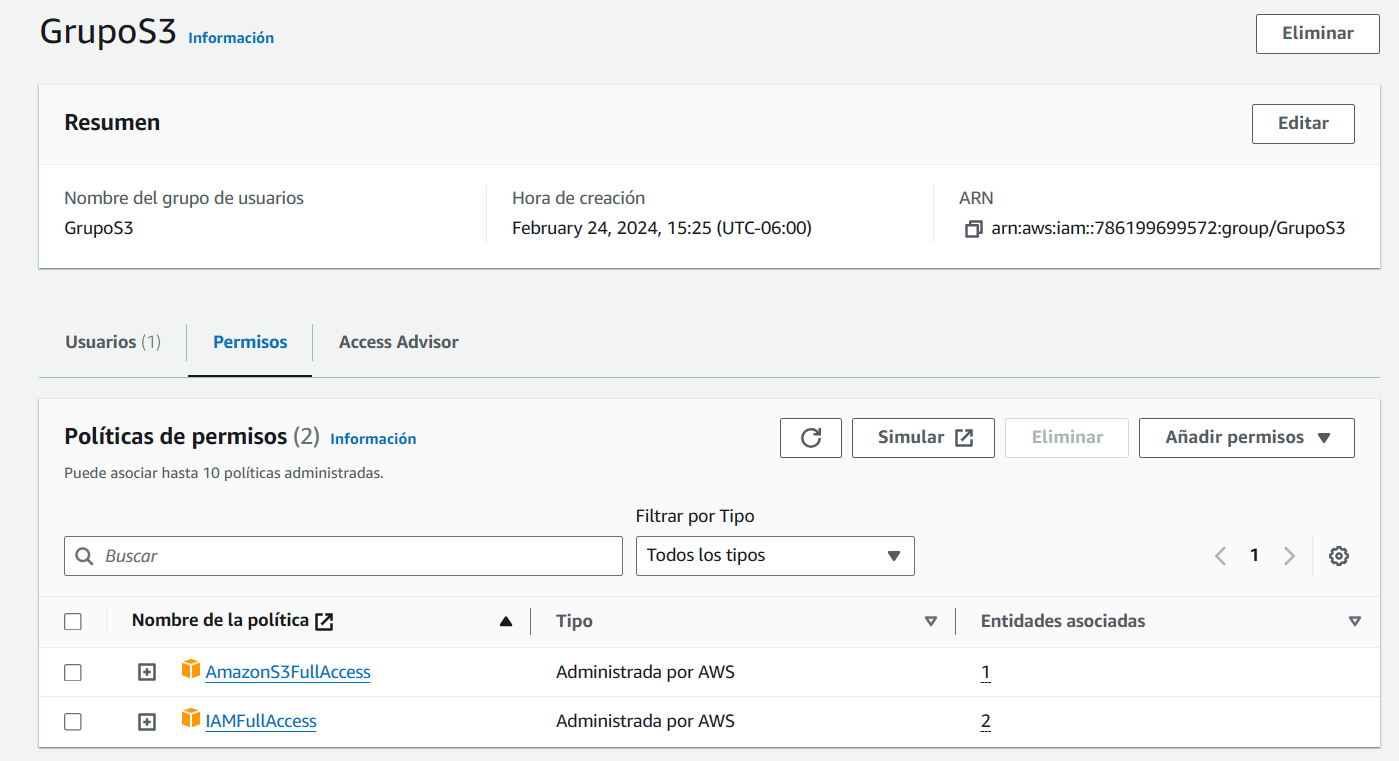 GrupoS3 Información
Eliminar
Resumen
Editar
Nombre del grupo de usuarios
GrupoS3
Hora de creación
February 24, 2024, 15:25 (UTC-06:00)
ARN
arn:aws:iam::786199699572:group/GrupoS3
Usuarios (1)
Permisos
Access Advisor
Políticas de permisos (2) Información
Puede asociar hasta 10 políticas administradas.
Simular
Eliminar
Añadir permisos
Buscar
Filtrar por Tipo
Todos los tipos
1
Nombre de la política
Tipo
Entidades asociadas
AmazonS3FullAccess
Administrada por AWS
1
IAMFullAccess
Administrada por AWS
2